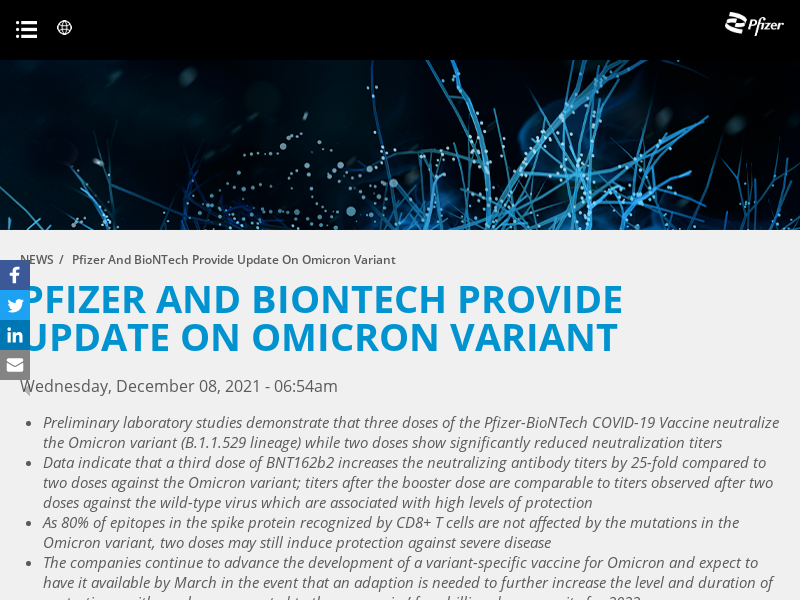 Pfizer
NEWS / Pfizer And BioNTech Provide Update On Omicron Variant
PFIZER AND BIONTECH PROVIDE
UPDATE ON OMICRON VARIANT
Wednesday, December 08, 2021 - 06:54am
• Preliminary laboratory studies demonstrate that three doses of the Pfizer-BioNTech COVID-19 Vaccine neutralize
the Omicron variant (B.1.1.529 lineage) while two doses show significantly reduced neutralization titers
• Data indicate that a third dose of BNT162b2 increases the neutralizing antibody titers by 25-fold compared to
two doses against the Omicron variant; titers after the booster dose are comparable to titers observed after two
doses against the wild-type virus which are associated with high levels of protection
• As 80% of epitopes in the spike protein recognized by CD8+ T cells are not affected by the mutations in the
Omicron variant, two doses may still induce protection against severe disease
• The companies continue to advance the development of a variant-specific vaccine for Omicron and expect to
have it available by March in the event that an adaption is needed to further increase the level and duration of